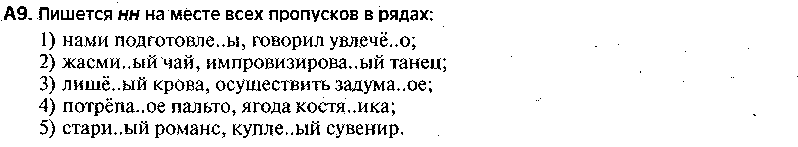 А9. Пишется нн на месте всех пропусков в рядах:
1) нами подготовле..ы, говорил увлечё..о;
2) жасми..ый чай, импровизирова..ый танец;
3) лишё..ый крова, осуществить задума..ое;
4) потрёпа..ое пальто, ягода костя..ика;
5) стари..ый романс, купле..ый сувенир.